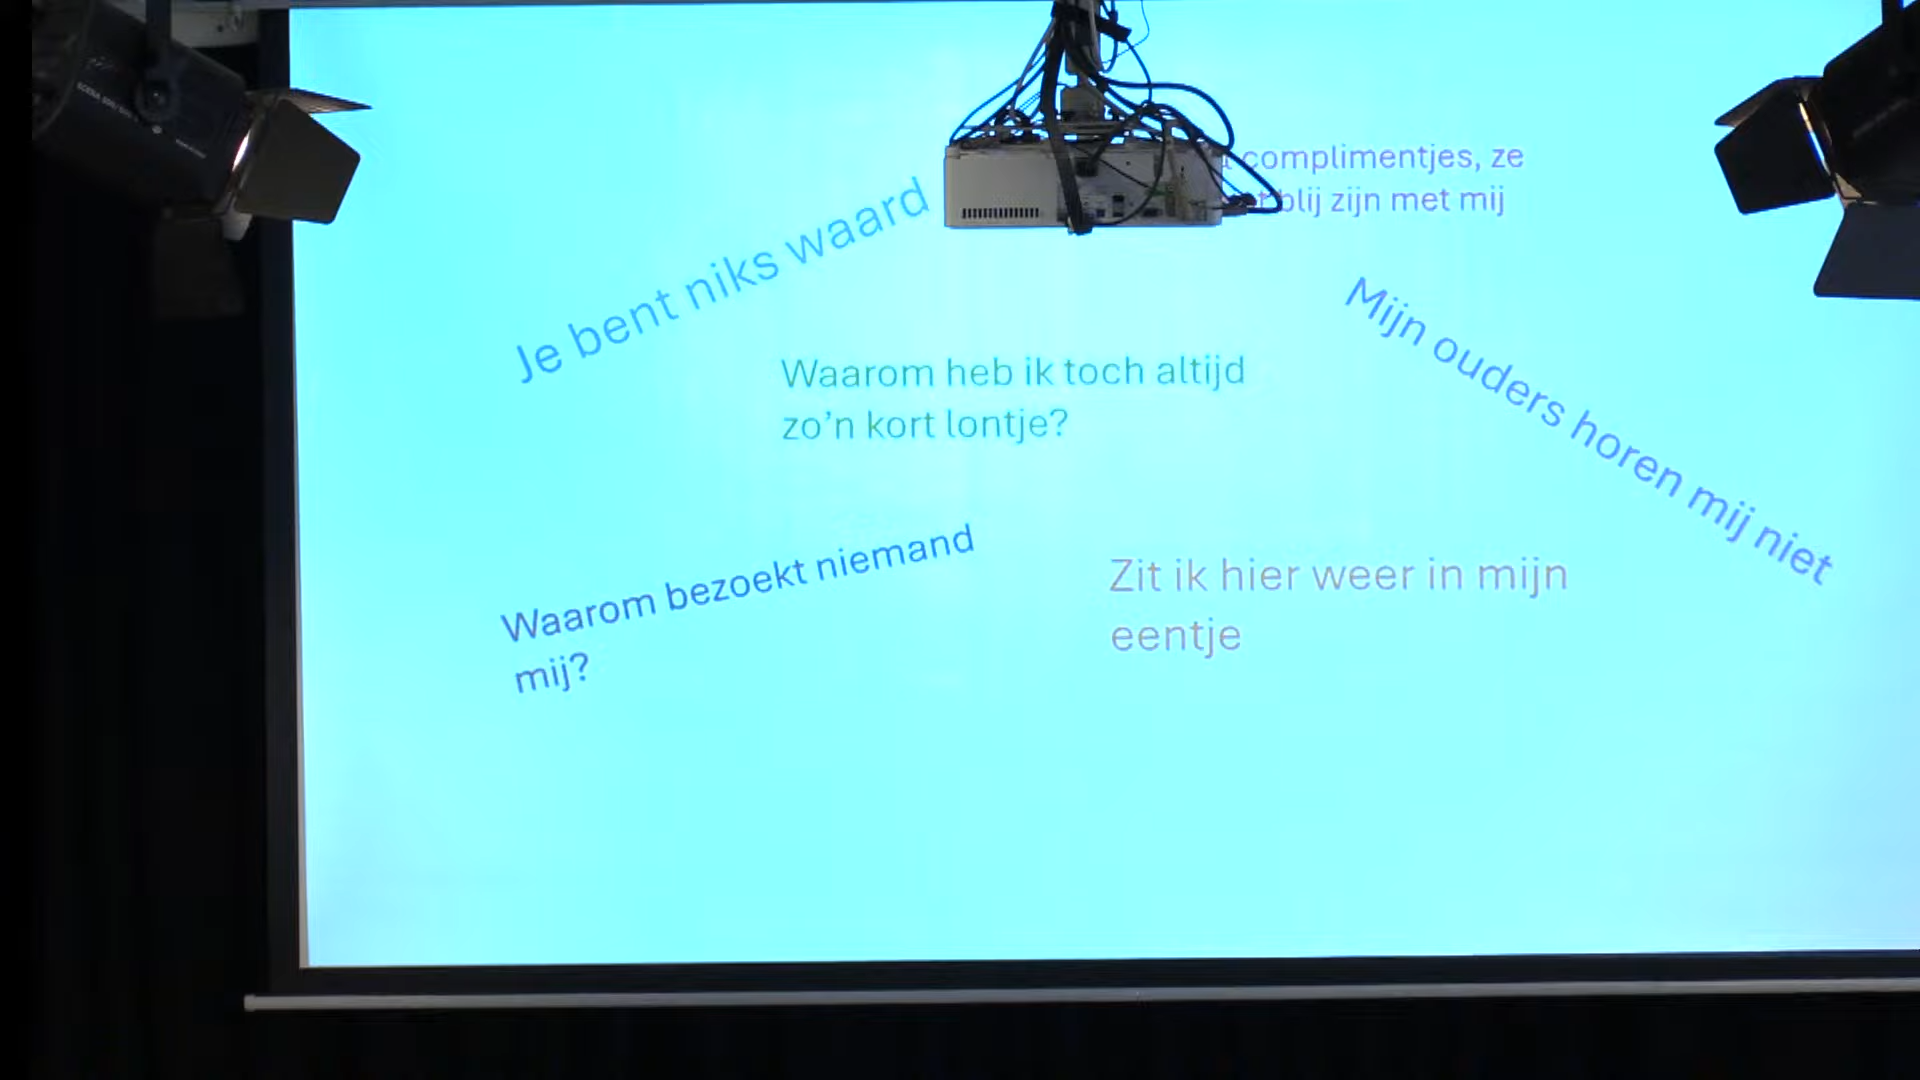 complimentjes, ze
blij zijn met mij
Je bent niks waard
Mijn ouders horen mij niet
Waarom heb ik toch altijd
zo’n kort lontje?
Waarom bezoekt niemand
mij?
Zit ik hier weer in mijn
eentje